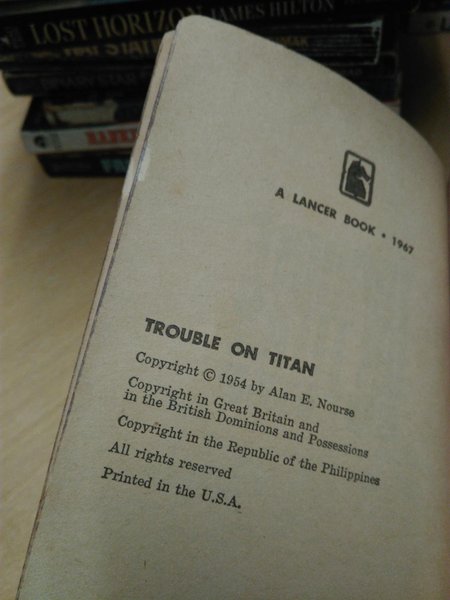 LOST HORIZON JAMES HILTON
BINARY STAR
A LANCER BOOK • 1967
TROUBLE ON TITAN
Copyright © 1954 by Alan E. Nourse
Copyright in Great Britain and
in the British Dominions and Possessions
Copyright in the Republic of the Philippines
All rights reserved
Printed in the U.S.A.